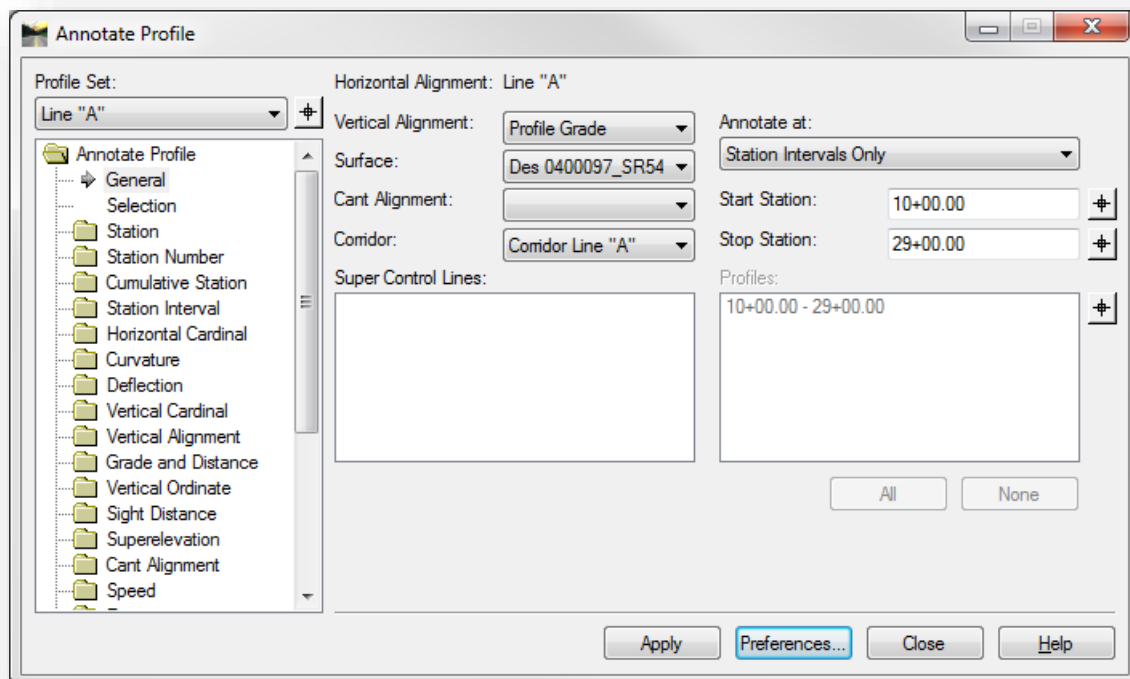 Annotate Profile
Profile Set:
Line "A"
Annotate Profile
General
Selection
Station
Station Number
Cumulative Station
Station Interval
Horizontal Cardinal
Curvature
Deflection
Vertical Cardinal
Vertical Alignment
Grade and Distance
Vertical Ordinate
Sight Distance
Superelevation
Cant Alignment
Speed
Horizontal Alignment: Line "A"
Vertical Alignment: Profile Grade
Surface: Des 0400097_SR54
Cant Alignment:
Corridor: Corridor Line "A"
Super Control Lines:
Annotate at:
Station Intervals Only
Start Station: 10+00.00
Stop Station: 29+00.00
Profiles:
10+00.00 - 29+00.00
All None
Apply Preferences... Close Help